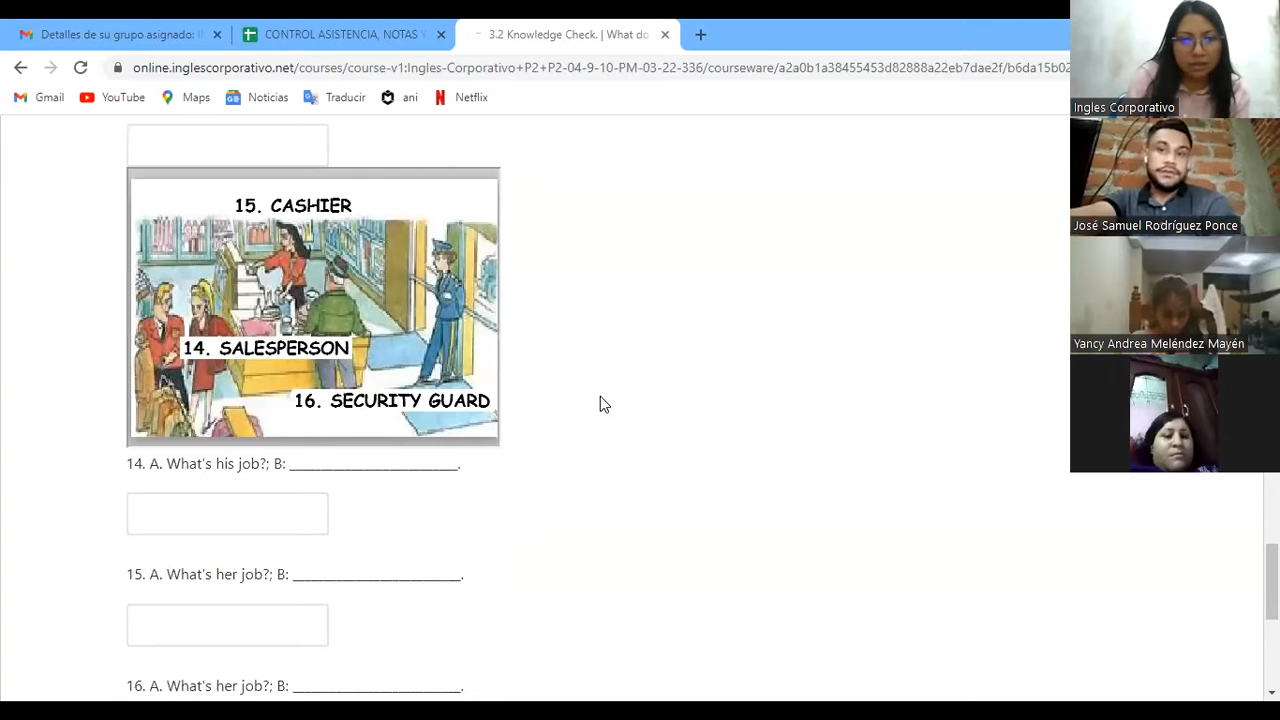 Detalles de su grupo asignado: I
CONTROL ASISTENCIA, NOTAS Y
3.2 Knowledge Check. | What do
online.inglescorporativo.net/courses/course-v1:Ingles-Corporativo+P2+P2-04-9-10-PM-03-22-336/courseware/a2a0b1a38455453d82888a22eb7dae2f/b6da15b02
Gmail
YouTube
Maps
Noticias
Traducir
ani
Netflix
Ingles Corporativo
José Samuel Rodríguez Ponce
Yancy Andrea Meléndez Mayén
15. CASHIER
14. SALESPERSON
16. SECURITY GUARD
14. A. What's his job?; B: ________________________.
15. A. What's her job?; B: ________________________.
16. A. What's her job?; B: ________________________.